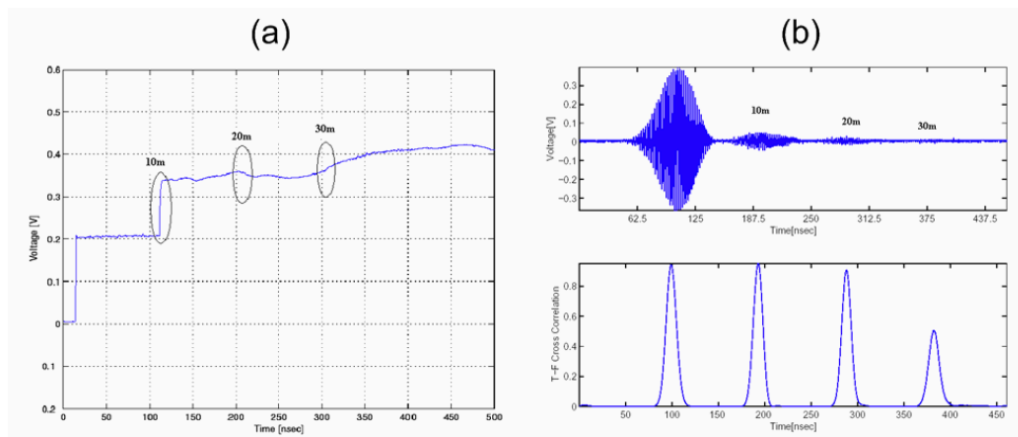 (a)
0.6
0.5
0.4
0.3
0.2
0.1
0
0.1
0.2
Voltage [V]
10m
20m
30m
0 50 100 150 200 250 300 350 400 450 500
Time [nsec]
(b)
0.3
0.2
0.1
0
−0.1
−0.2
−0.3
Voltage[V]
10m
20m
30m
62.5 125 187.5 250 312.5 375 437.5
Time[nsec]
0.8
0.6
0.4
0.2
0
T−F Cross Correlation
50 100 150 200 250 300 350 400 450
Time[nsec]